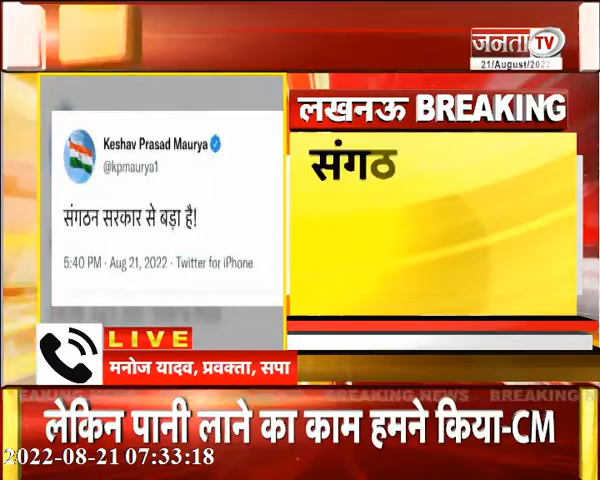 जनता TV
21/August/2022
लखनऊ BREAKING
Keshav Prasad Maurya
@kpmaurya1
संगठन सरकार से बड़ा है!
5:40 PM · Aug 21, 2022 · Twitter for iPhone
संगठ
LIVE
मनोज यादव, प्रवक्ता, सपा
BREAKING NEWS BREAKING NEWS
लेकिन पानी लाने का काम हमने किया-CM
2022-08-21 07:33:18